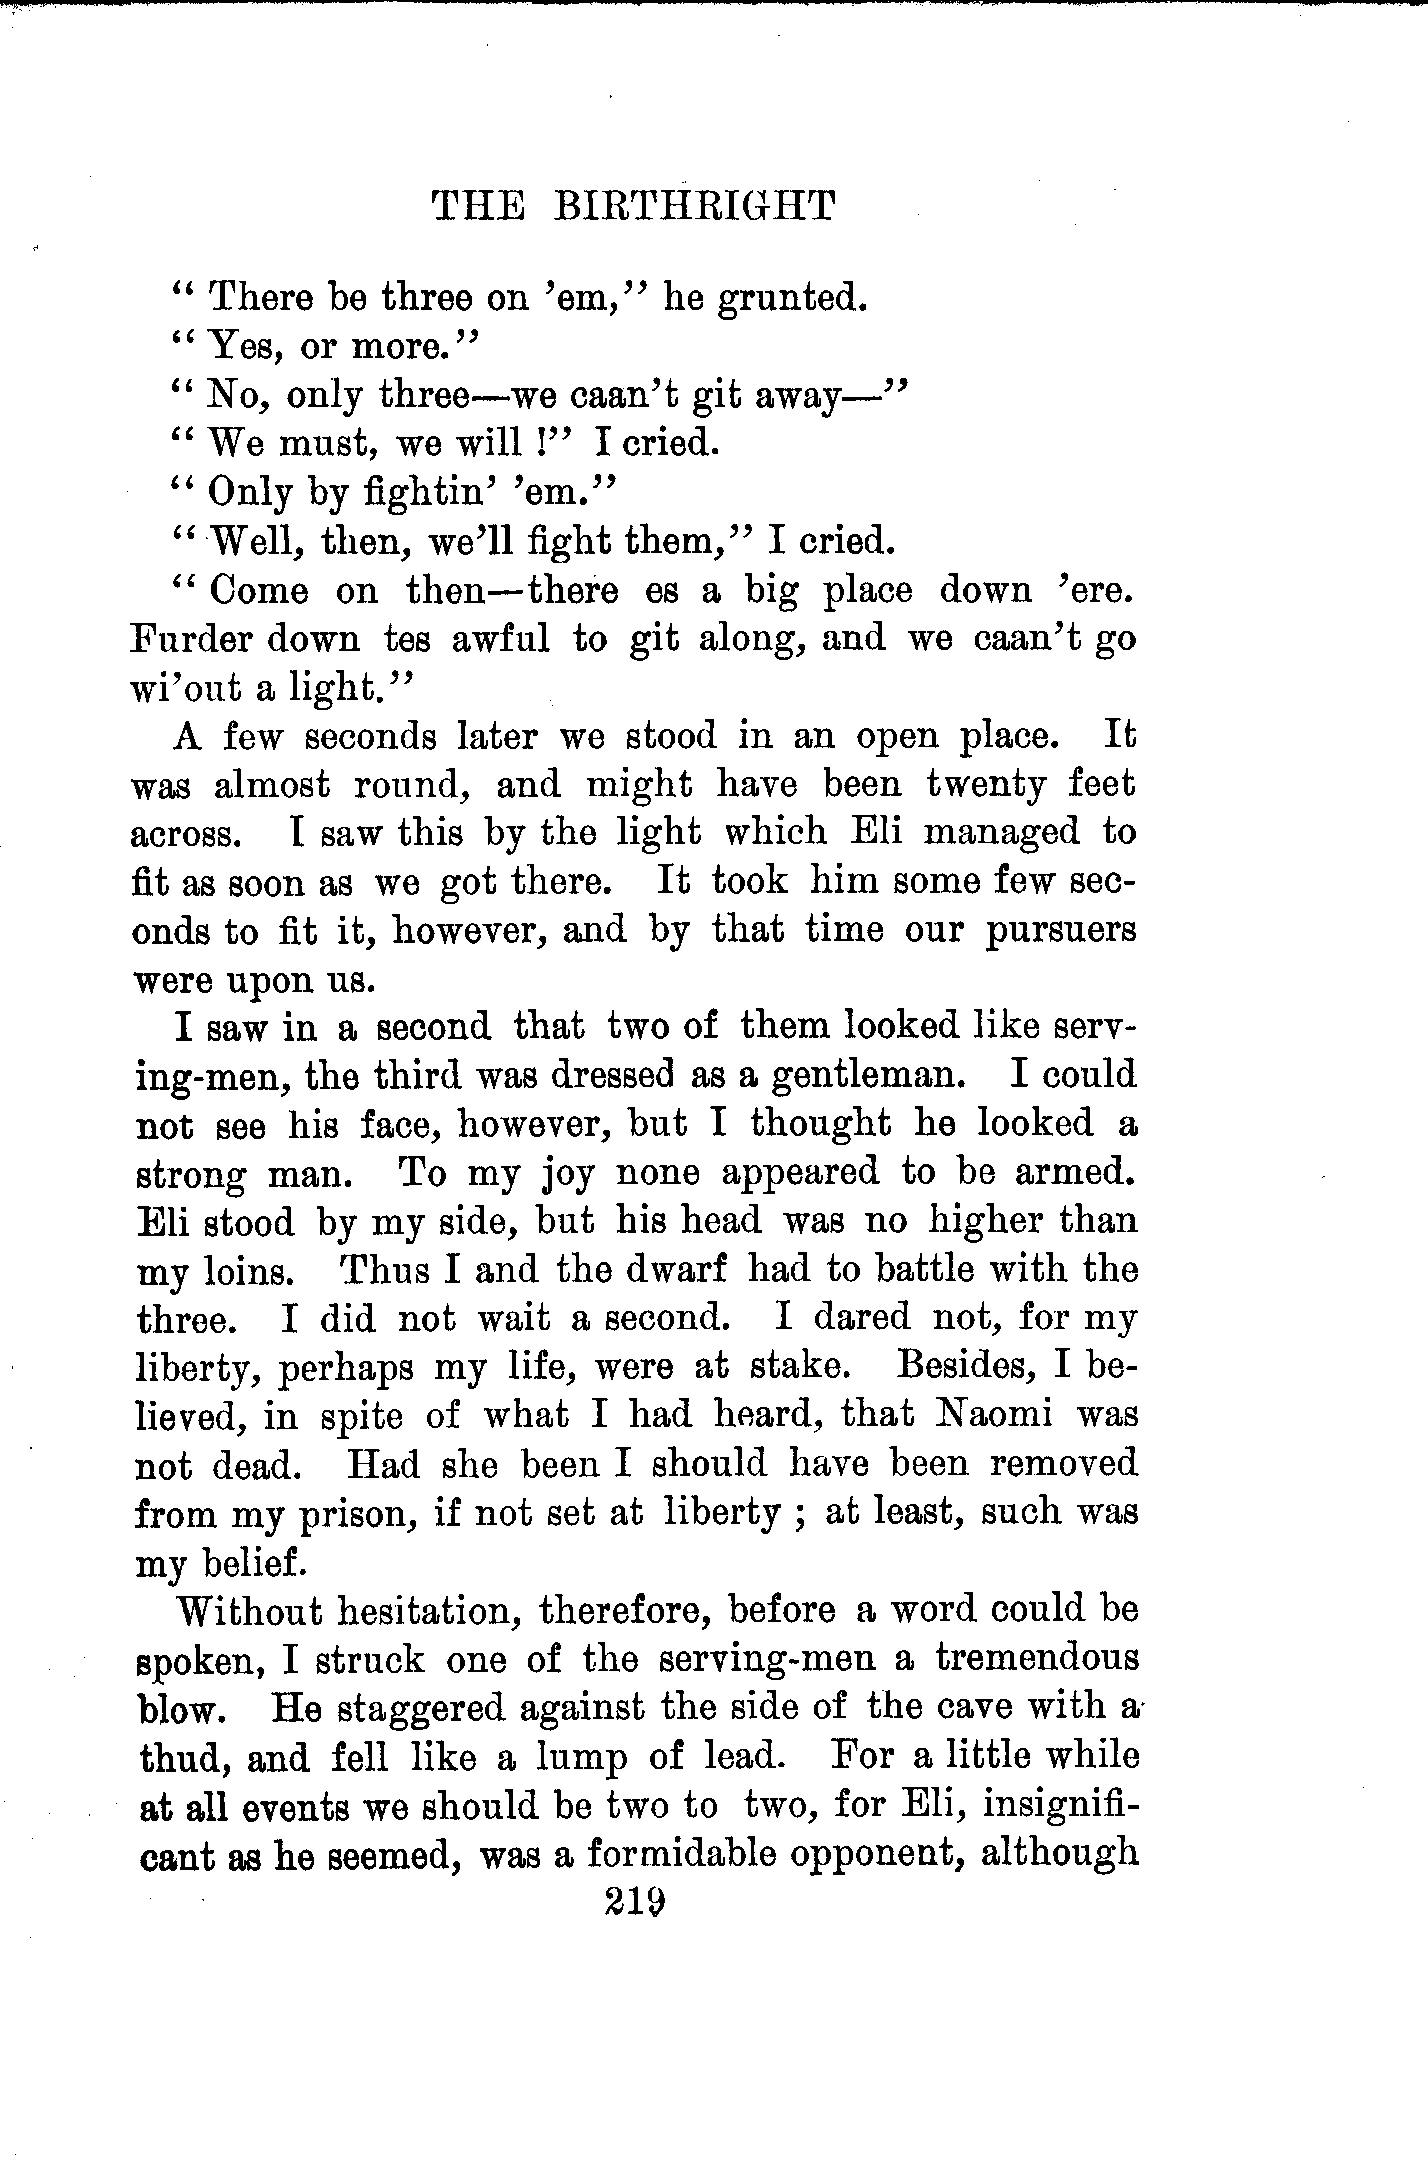 THE BIRTHRIGHT
“ There be three on ’em,” he grunted.
“ Yes, or more.”
“ No, only three—we caan’t git away—”
“ We must, we will !” I cried.
“ Only by fightin’ ’em.”
“ Well, then, we’ll fight them,” I cried.
“ Come on then—there es a big place down ’ere.
Furder down tes awful to git along, and we caan’t go
wi’out a light.”
A few seconds later we stood in an open place. It
was almost round, and might have been twenty feet
across. I saw this by the light which Eli managed to
fit as soon as we got there. It took him some few sec-
onds to fit it, however, and by that time our pursuers
were upon us.
I saw in a second that two of them looked like serv-
ing-men, the third was dressed as a gentleman. I could
not see his face, however, but I thought he looked a
strong man. To my joy none appeared to be armed.
Eli stood by my side, but his head was no higher than
my loins. Thus I and the dwarf had to battle with the
three. I did not wait a second. I dared not, for my
liberty, perhaps my life, were at stake. Besides, I be-
lieved, in spite of what I had heard, that Naomi was
not dead. Had she been I should have been removed
from my prison, if not set at liberty ; at least, such was
my belief.
Without hesitation, therefore, before a word could be
spoken, I struck one of the serving-men a tremendous
blow. He staggered against the side of the cave with a
thud, and fell like a lump of lead. For a little while
at all events we should be two to two, for Eli, insignifi-
cant as he seemed, was a formidable opponent, although
219